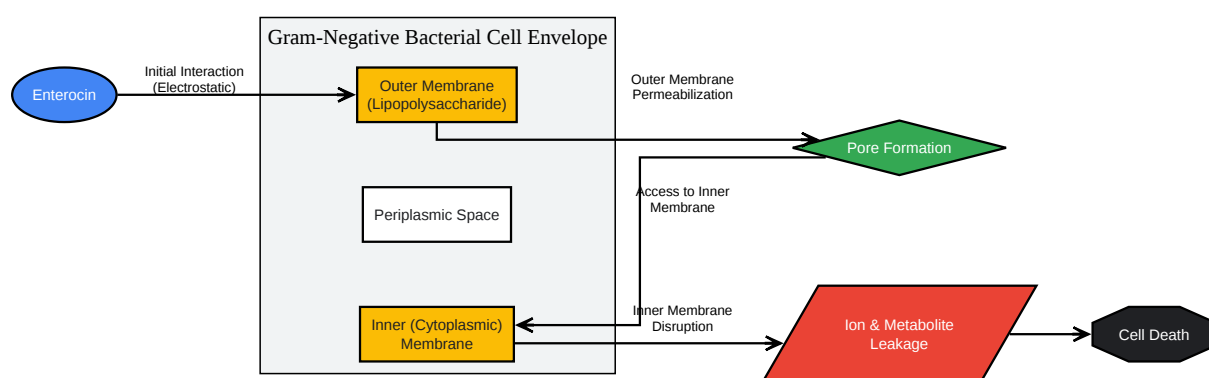 Gram-Negative Bacterial Cell Envelope
Enterocin
Initial Interaction
(Electrostatic)
Outer Membrane
(Lipopolysaccharide)
Outer Membrane
Permeabilization
Pore Formation
Access to Inner
Membrane
Periplasmic Space
Inner (Cytoplasmic)
Membrane
Inner Membrane
Disruption
Ion & Metabolite
Leakage
Cell Death